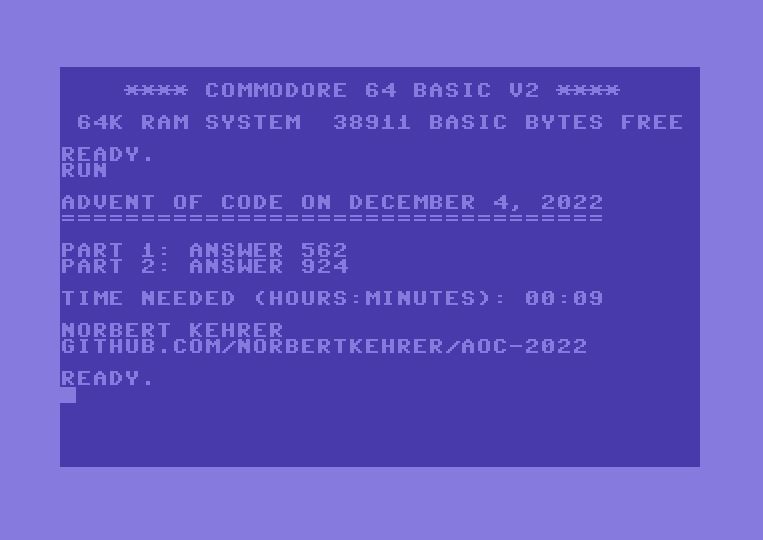 **** COMMODORE 64 BASIC V2 ****
64K RAM SYSTEM  38911 BASIC BYTES FREE
READY.
RUN
ADVENT OF CODE ON DECEMBER 4, 2022
==================================
PART 1: ANSWER 562
PART 2: ANSWER 924
TIME NEEDED (HOURS:MINUTES): 00:09
NORBERT KEHRER
GITHUB.COM/NORBERTKEHRER/AOC-2022
READY.